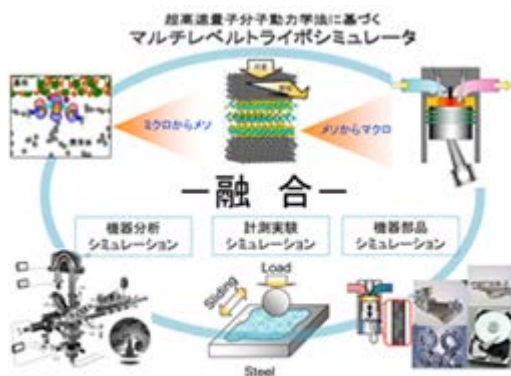 超高速量子分子動力学法に基づく
マルチレベルトライボシミュレータ
ミクロからメソ
メソからマクロ
ー融 合ー
機器分析
シミュレーション
計測実験
シミュレーション
機器部品
シミュレーション
Load
Sliding
Steel